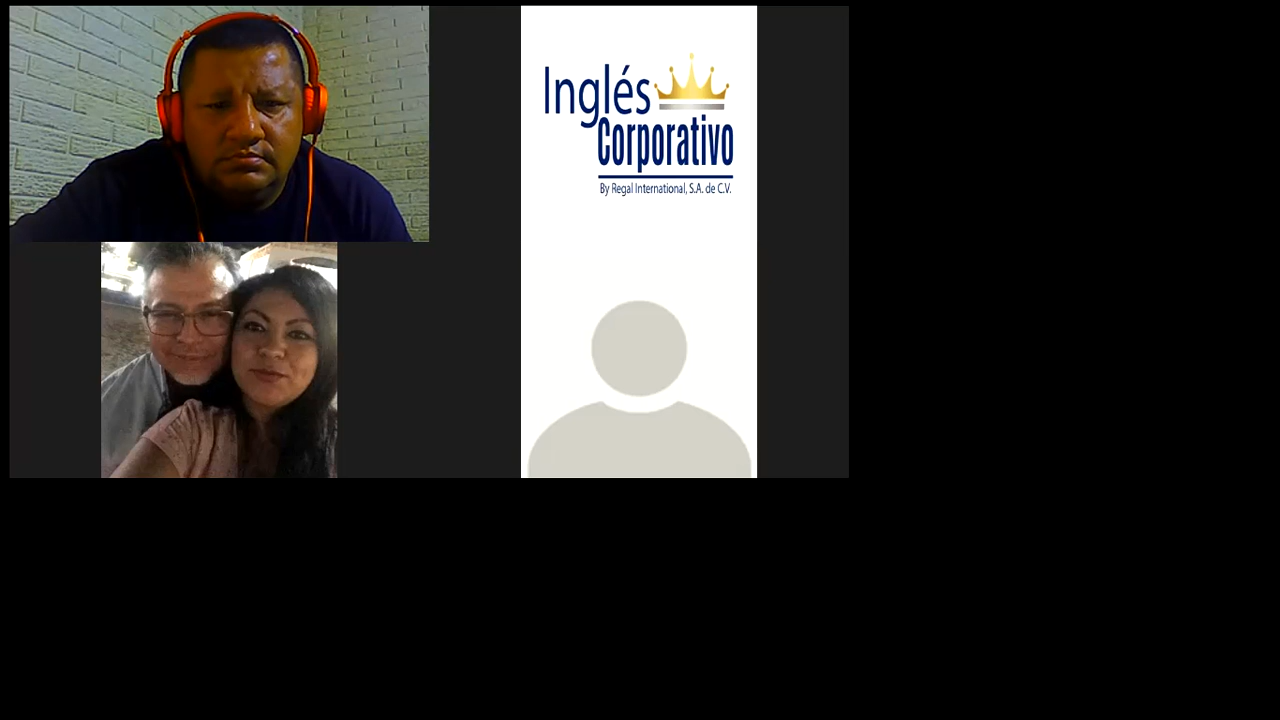 Inglés
Corporativo
By Regal International, S.A. de C.V.